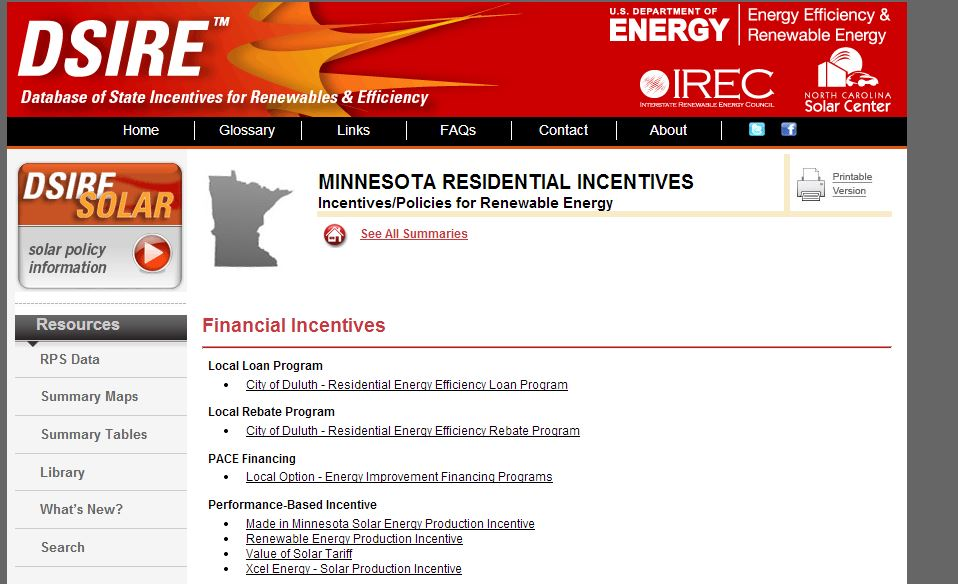 DSIRE™
Database of State Incentives for Renewables & Efficiency
U.S. DEPARTMENT OF
ENERGY
Energy Efficiency &
Renewable Energy
IREC
INTERSTATE RENEWABLE ENERGY COUNCIL
NORTH CAROLINA
Solar Center
Home
Glossary
Links
FAQs
Contact
About
DSIRE
SOLAR
solar policy
information
MINNESOTA RESIDENTIAL INCENTIVES
Incentives/Policies for Renewable Energy
See All Summaries
Printable
Version
Resources
RPS Data
Summary Maps
Summary Tables
Library
What's New?
Search
Financial Incentives
Local Loan Program
• City of Duluth - Residential Energy Efficiency Loan Program
Local Rebate Program
• City of Duluth - Residential Energy Efficiency Rebate Program
PACE Financing
• Local Option - Energy Improvement Financing Programs
Performance-Based Incentive
• Made in Minnesota Solar Energy Production Incentive
• Renewable Energy Production Incentive
• Value of Solar Tariff
• Xcel Energy - Solar Production Incentive